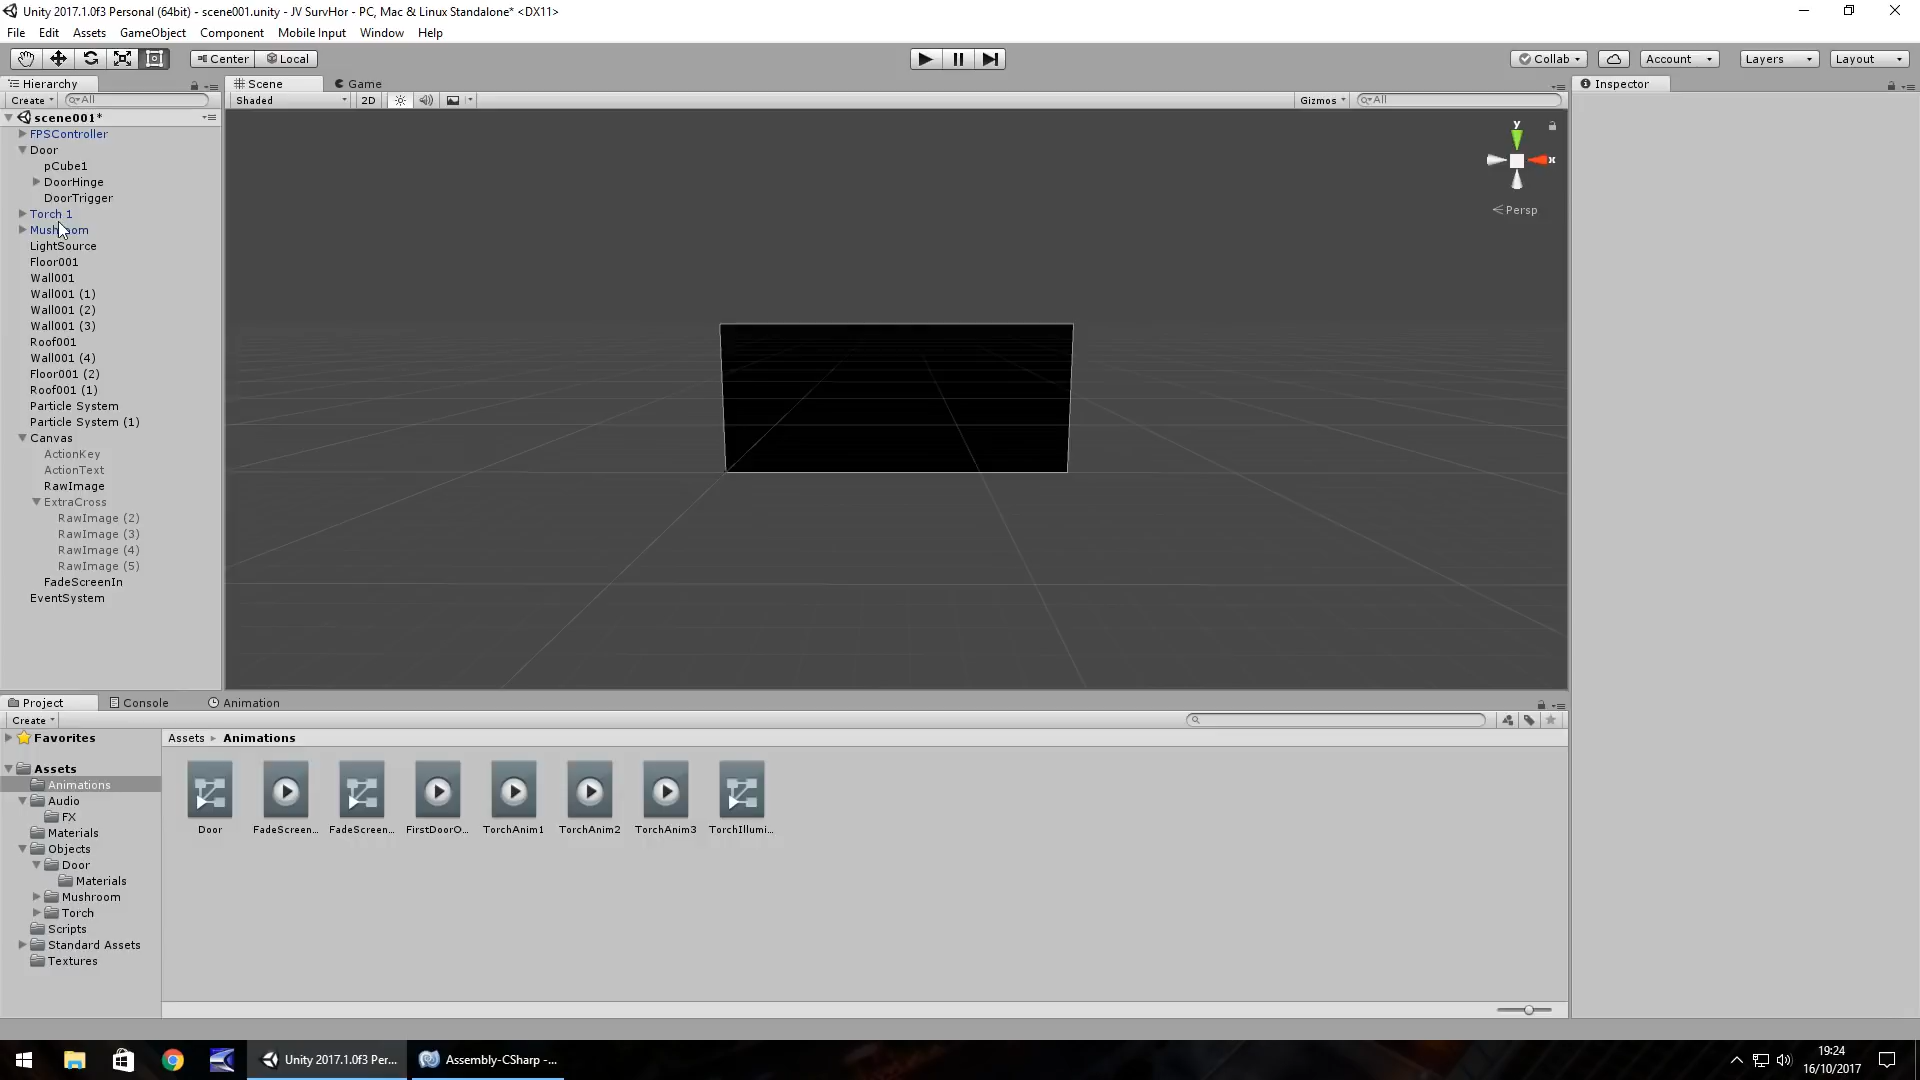 Unity 2017.1.0f3 Personal (64bit) - scene001.unity - JV SurvHor - PC, Mac & Linux Standalone* <DX11>
File Edit Assets GameObject Component Mobile Input Window Help
Center Local Collab Account Layers Layout
Hierarchy Scene Game Inspector
Create All Shaded 2D Gizmos All
scene001*
FPSController
Door
pCube1
DoorHinge
DoorTrigger
Torch 1
Mushroom
LightSource
Floor001
Wall001
Wall001 (1)
Wall001 (2)
Wall001 (3)
Roof001
Wall001 (4)
Floor001 (2)
Roof001 (1)
Particle System
Particle System (1)
Canvas
ActionKey
ActionText
RawImage
ExtraCross
RawImage (2)
RawImage (3)
RawImage (4)
RawImage (5)
FadeScreenIn
EventSystem
y
x
Persp
Project Console Animation
Create
Favorites
Assets
Animations
Audio
FX
Materials
Objects
Door
Materials
Mushroom
Torch
Scripts
Standard Assets
Textures
Assets Animations
Door FadeScreen... FadeScreen... FirstDoorO... TorchAnim1 TorchAnim2 TorchAnim3 TorchIllumi...
Unity 2017.1.0f3 Per... Assembly-CSharp -...
19:24
16/10/2017